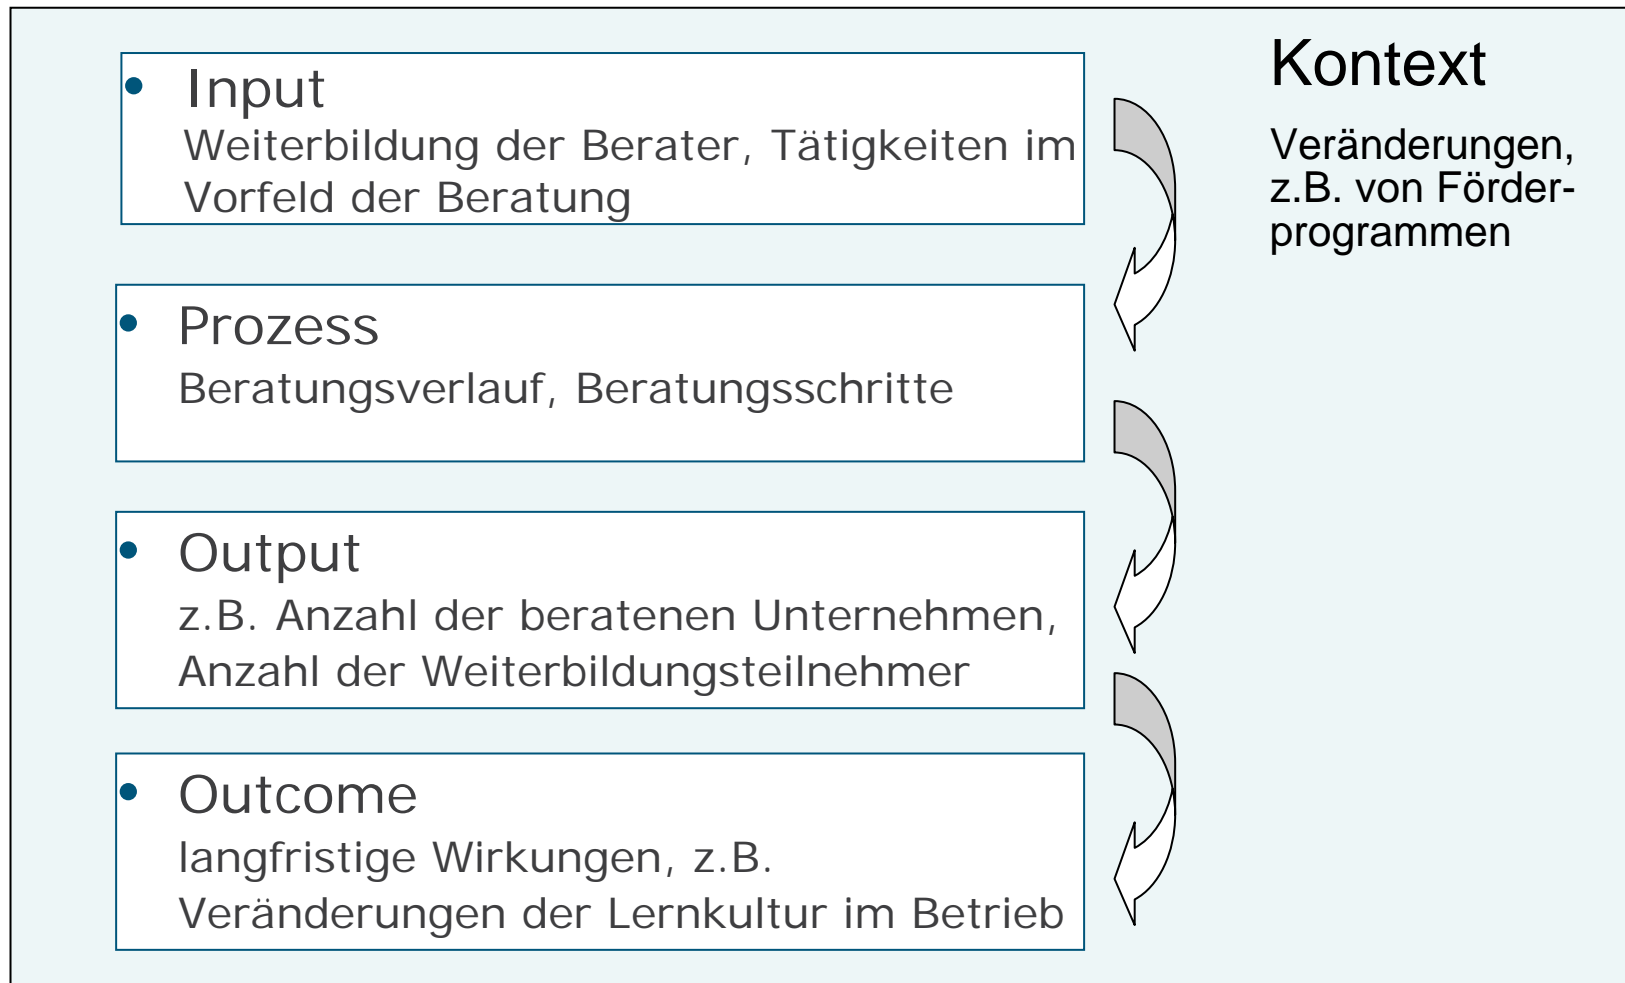 • Input
Weiterbildung der Berater, Tätigkeiten im
Vorfeld der Beratung
• Prozess
Beratungsverlauf, Beratungsschritte
• Output
z.B. Anzahl der beratenen Unternehmen,
Anzahl der Weiterbildungsteilnehmer
• Outcome
langfristige Wirkungen, z.B.
Veränderungen der Lernkultur im Betrieb
Kontext
Veränderungen,
z.B. von Förder-
programmen